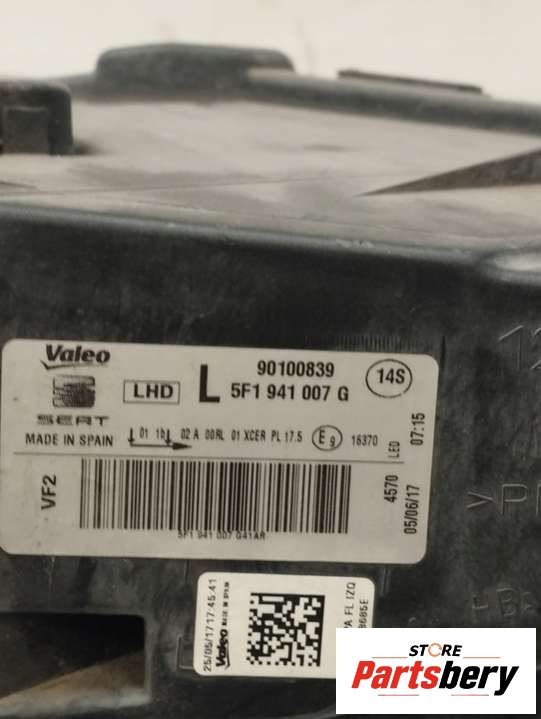 Valeo
SEAT
MADE IN SPAIN
LHD
L
90100839
5F1 941 007 G
14S
01 1b 02 A 00RL 01 XCER PL 17.5 E9 16370
LED 07:15
VF2
4570
05/06/17
5F1 941 007 G41AR
25/05/17 17:45:41
Valeo MADE IN SPAIN
FL IZQ
STORE
Partsbery